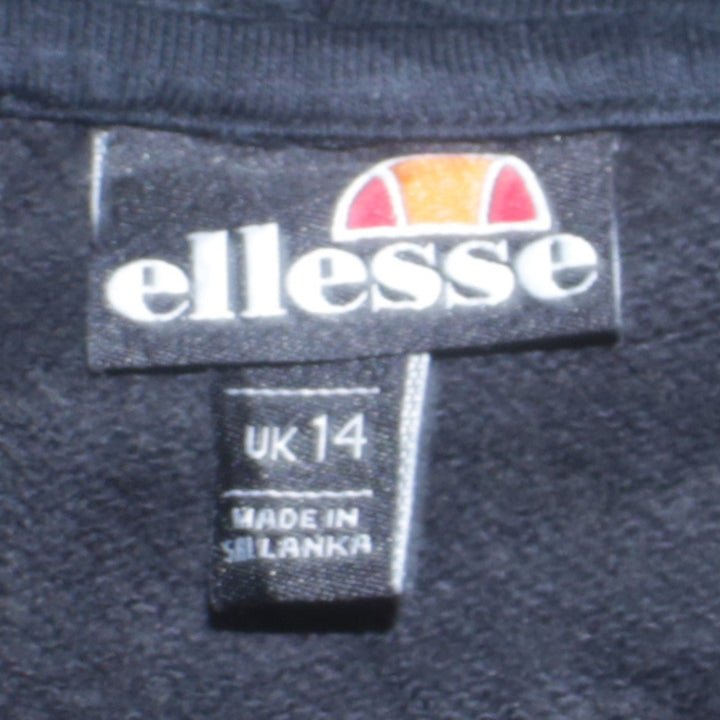 ellesse
UK 14
MADE IN
SRI LANKA